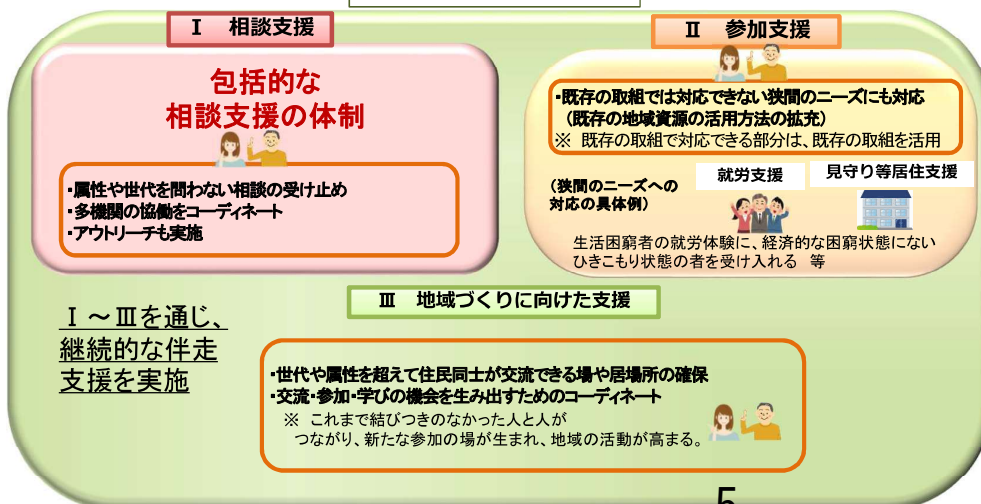 Ⅰ 相談支援
包括的な
相談支援の体制
・属性や世代を問わない相談の受け止め
・多機関の協働をコーディネート
・アウトリーチも実施
Ⅱ 参加支援
・既存の取組では対応できない狭間のニーズにも対応
（既存の地域資源の活用方法の拡充）
※ 既存の取組で対応できる部分は、既存の取組を活用
（狭間のニーズへの
対応の具体例）
就労支援
見守り等居住支援
生活困窮者の就労体験に、経済的な困窮状態にない
ひきこもり状態の者を受け入れる 等
Ⅲ 地域づくりに向けた支援
Ⅰ～Ⅲを通じ、
継続的な伴走
支援を実施
・世代や属性を超えて住民同士が交流できる場や居場所の確保
・交流・参加・学びの機会を生み出すためのコーディネート
※ これまで結びつきのなかった人と人が
つながり、新たな参加の場が生まれ、地域の活動が高まる。
5